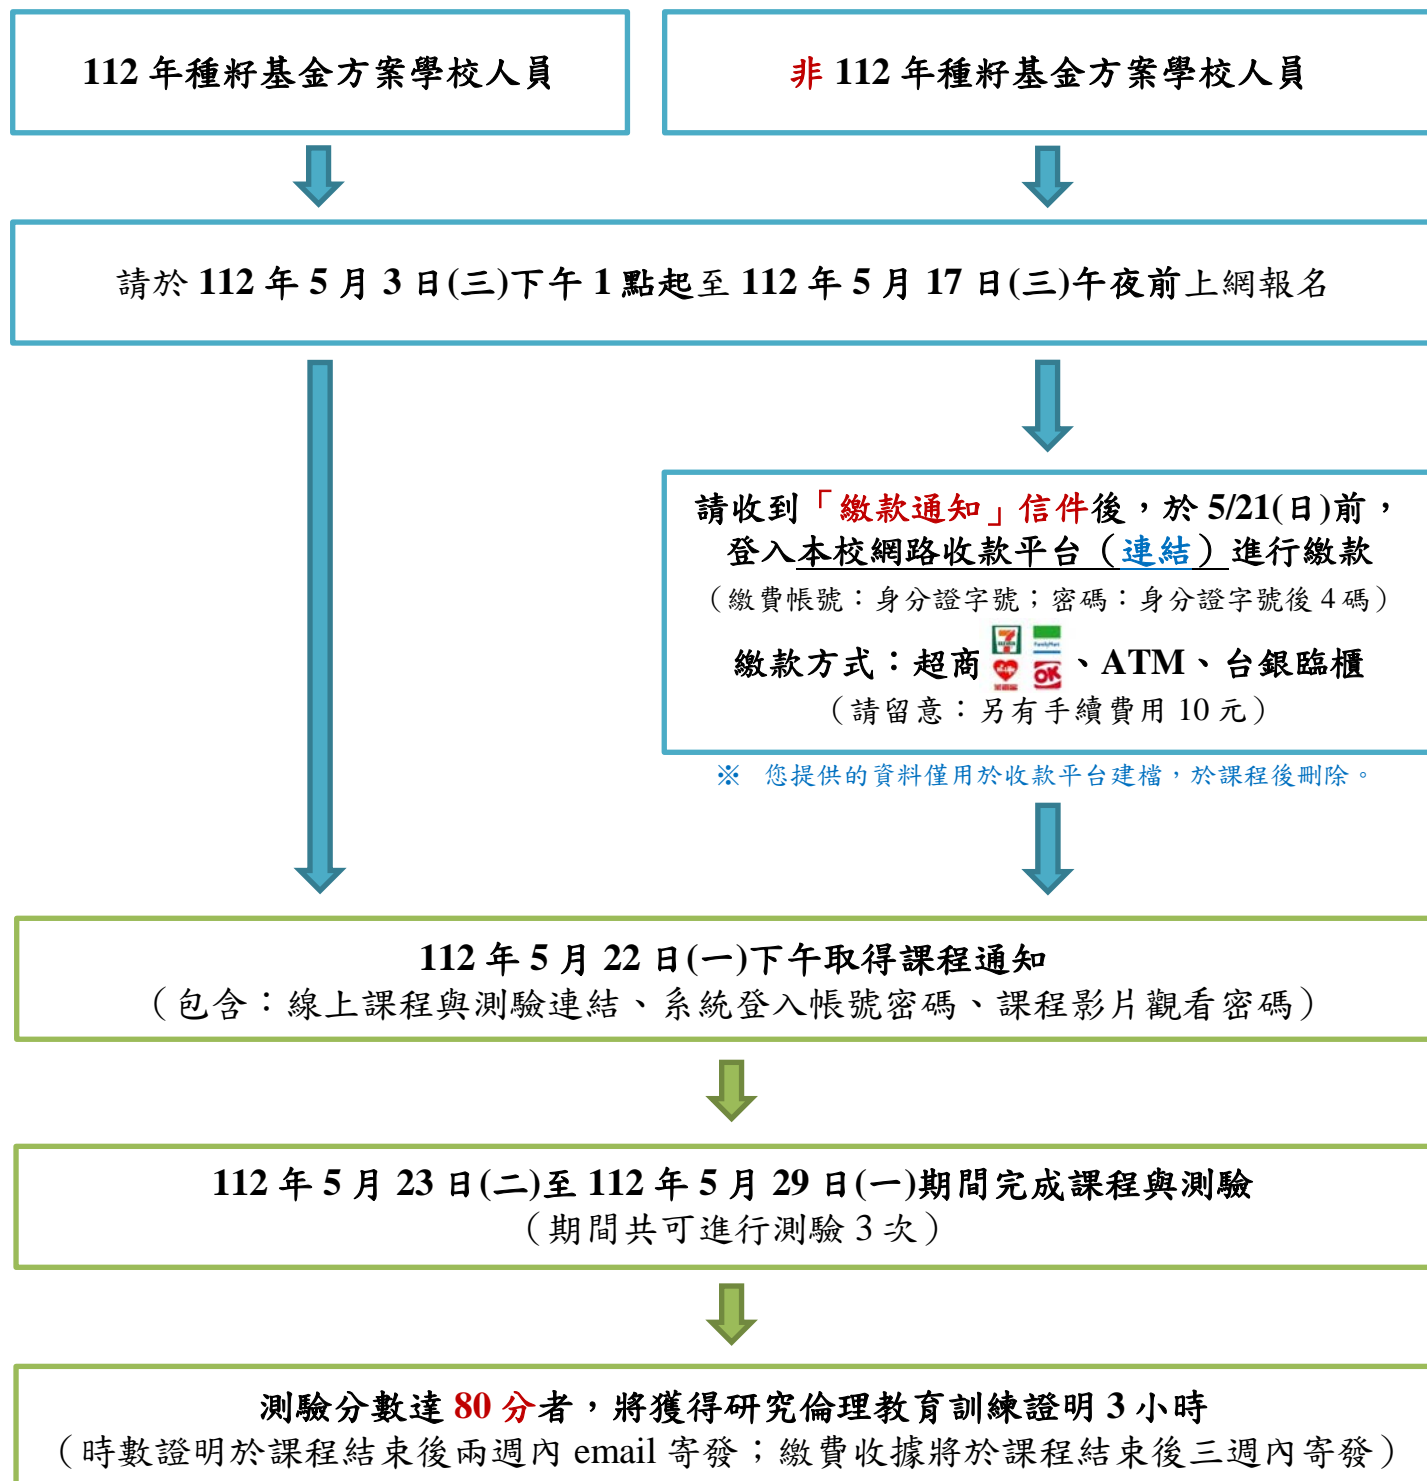 112 年種籽基金方案學校人員
非 112 年種籽基金方案學校人員
請於 112 年 5 月 3 日(三)下午 1 點起至 112 年 5 月 17 日(三)午夜前上網報名
請收到「繳款通知」信件後，於 5/21(日)前，
登入本校網路收款平台（連結）進行繳款
（繳費帳號：身分證字號；密碼：身分證字號後 4 碼）
繳款方式：超商、ATM、台銀臨櫃
7
FamilyMart
OK
（請留意：另有手續費用 10 元）
※ 您提供的資料僅用於收款平台建檔，於課程後刪除。
112 年 5 月 22 日(一)下午取得課程通知
（包含：線上課程與測驗連結、系統登入帳號密碼、課程影片觀看密碼）
112 年 5 月 23 日(二)至 112 年 5 月 29 日(一)期間完成課程與測驗
（期間共可進行測驗 3 次）
測驗分數達 80 分者，將獲得研究倫理教育訓練證明 3 小時
（時數證明於課程結束後兩週內 email 寄發；繳費收據將於課程結束後三週內寄發）